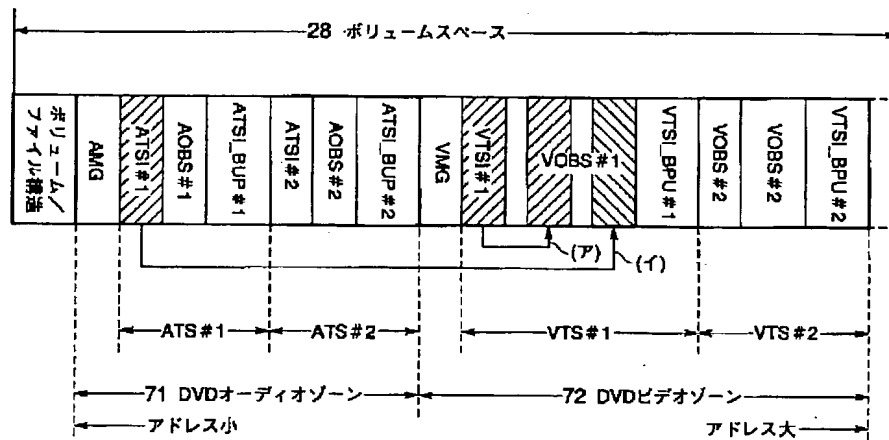 28 ボリュームスペース
ボリューム/
ファイル構造
AMG
ATSI#1
AOBS#1
ATSI_BUP#1
ATSI#2
AOBS#2
ATSI_BUP#2
VMG
VTSI#1
VOBS#1
VTSI_BPU#1
VOBS#2
VOBS#2
VTSI_BPU#2
(ア)
(イ)
ATS#1
ATS#2
VTS#1
VTS#2
71 DVDオーディオゾーン
72 DVDビデオゾーン
アドレス小
アドレス大